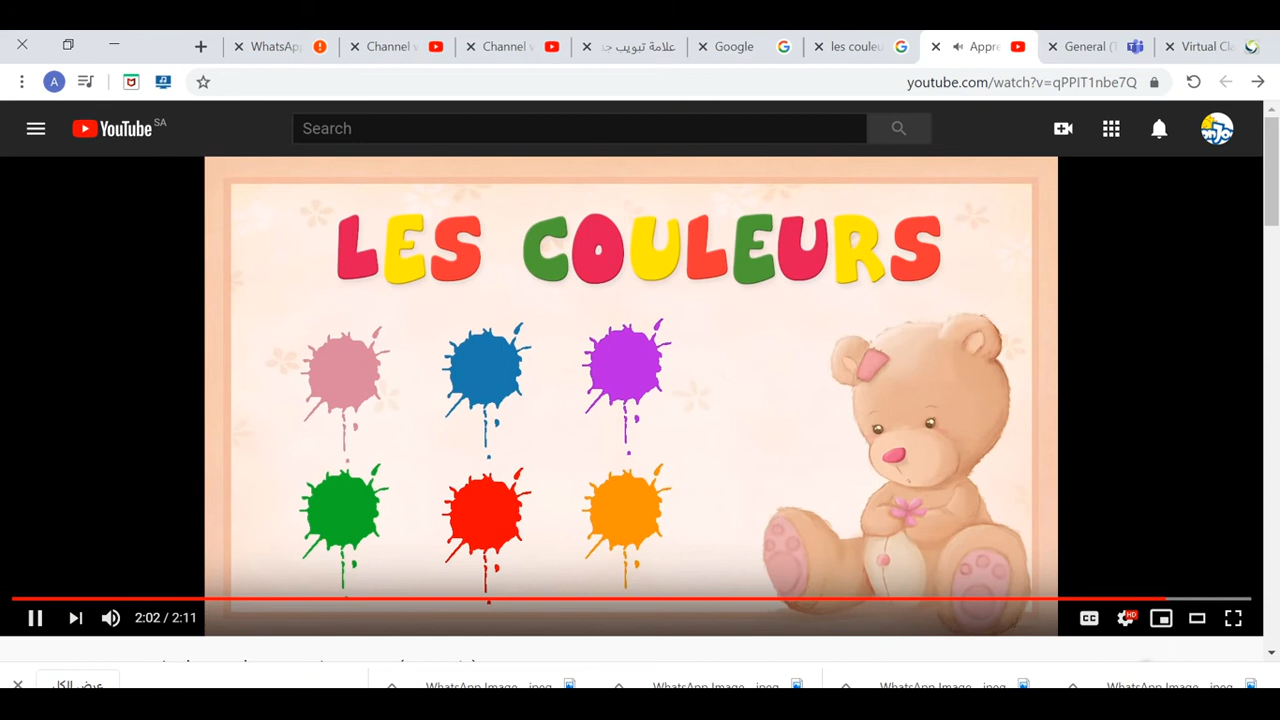 WhatsApp Channel Channel علامة تبويب Google les couleu Appre General ( Virtual Cla
A youtube.com/watch?v=qPPIT1nbe7Q
YouTube SA Search
LES COULEURS
2:02 / 2:11 CC HD
عرض الكل WhatsApp Image ....jpeg WhatsApp Image ....jpeg WhatsApp Image ....jpeg WhatsApp Image ....jpeg